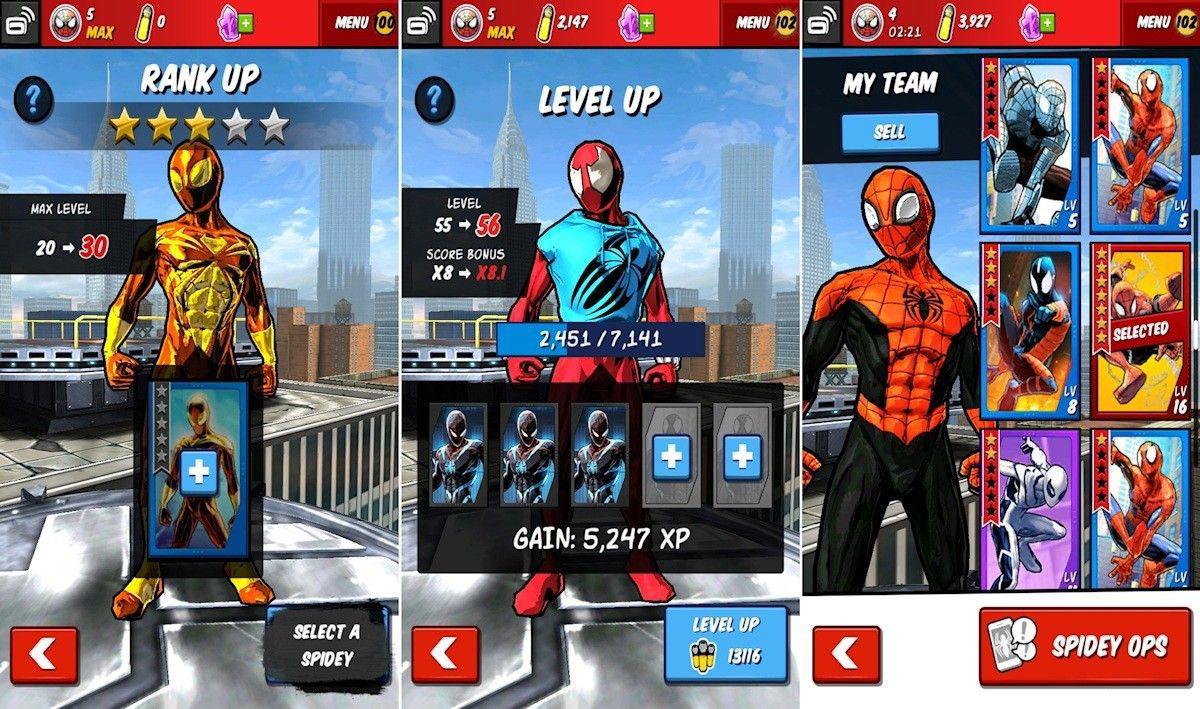 5
MAX
0
MENU 100
?
RANK UP
MAX LEVEL
20 → 30
SELECT A
SPIDEY
5
MAX
2,147
MENU 102
?
LEVEL UP
LEVEL
55 → 56
SCORE BONUS
X8 → X8.1
2,451 / 7,141
GAIN: 5,247 XP
LEVEL UP
13116
4
02:21
3,927
MENU 102
MY TEAM
SELL
LV
5
LV
5
LV
8
SELECTED
LV
16
LV
LV
SPIDEY OPS